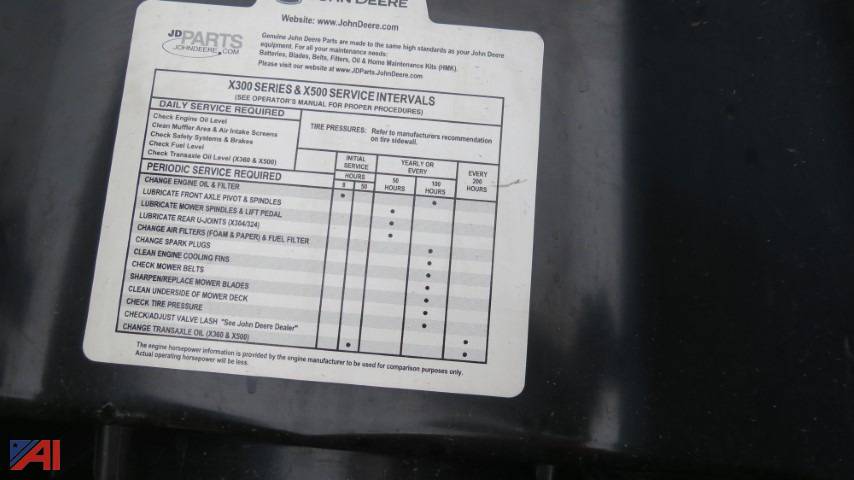 JOHN DEERE
Website: www.JohnDeere.com
JDPARTS
JOHNDEERE.COM
Genuine John Deere Parts are made to the same high standards as your John Deere
equipment. For all your maintenance needs:
Batteries, Blades, Belts, Filters, Oil & Home Maintenance Kits (HMK).
Please visit our website at www.JDParts.JohnDeere.com
X300 SERIES & X500 SERVICE INTERVALS
(SEE OPERATOR'S MANUAL FOR PROPER PROCEDURES)
DAILY SERVICE REQUIRED
Check Engine Oil Level
Clean Muffler Area & Air Intake Screens
Check Safety Systems & Brakes
Check Fuel Level
Check Transaxle Oil Level (X360 & X500)
TIRE PRESSURES: Refer to manufacturers recommendation
on tire sidewall.
PERIODIC SERVICE REQUIRED
INITIAL
SERVICE
HOURS
8 50
YEARLY OR
EVERY
50
HOURS
100
HOURS
EVERY
200
HOURS
CHANGE ENGINE OIL & FILTER
LUBRICATE FRONT AXLE PIVOT & SPINDLES
LUBRICATE MOWER SPINDLES & LIFT PEDAL
LUBRICATE REAR U-JOINTS (X304/324)
CHANGE AIR FILTERS (FOAM & PAPER) & FUEL FILTER
CHANGE SPARK PLUGS
CLEAN ENGINE COOLING FINS
CHECK MOWER BELTS
SHARPEN/REPLACE MOWER BLADES
CLEAN UNDERSIDE OF MOWER DECK
CHECK TIRE PRESSURE
CHECK/ADJUST VALVE LASH "See John Deere Dealer"
CHANGE TRANSAXLE OIL (X360 & X500)
The engine horsepower information is provided by the engine manufacturer to be used for comparison purposes only.
Actual operating horsepower will be less.
AI